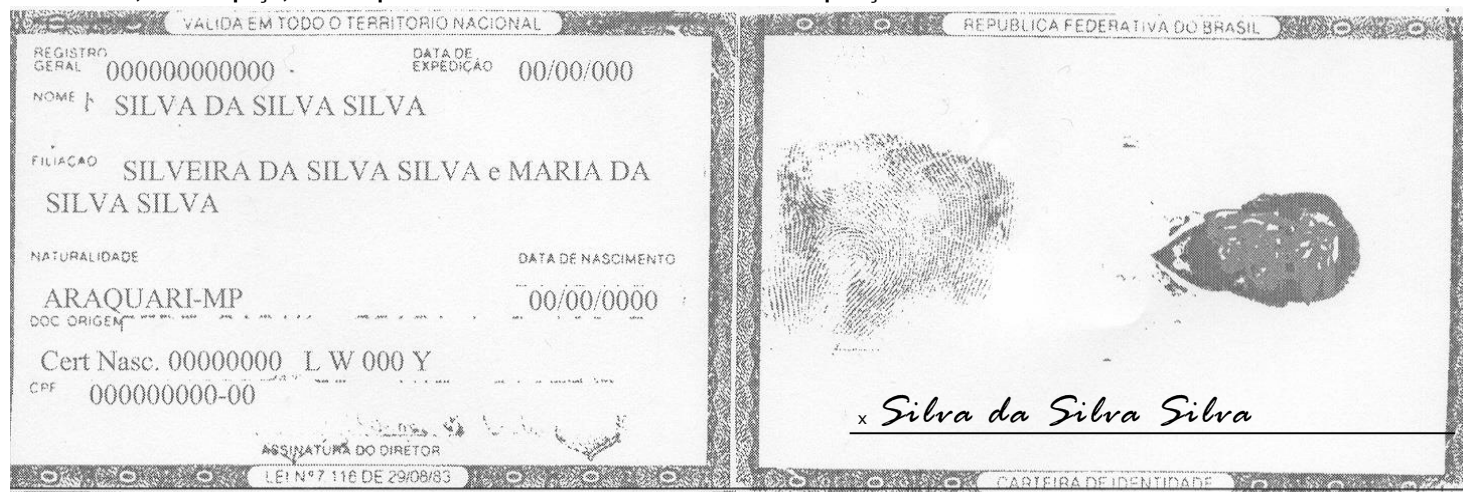 VALIDA EM TODO O TERRITORIO NACIONAL
REGISTRO GERAL 000000000000 DATA DE EXPEDIÇÃO 00/00/000
NOME SILVA DA SILVA SILVA
FILIAÇÃO SILVEIRA DA SILVA SILVA e MARIA DA
SILVA SILVA
NATURALIDADE DATA DE NASCIMENTO
ARAQUARI-MP 00/00/0000
DOC ORIGEM
Cert Nasc. 00000000 L W 000 Y
CPF 000000000-00
ASSINATURA DO DIRETOR
LEI Nº 7.116 DE 29/08/83
REPUBLICA FEDERATIVA DO BRASIL
x Silva da Silva Silva
CARTEIRA DE IDENTIDADE